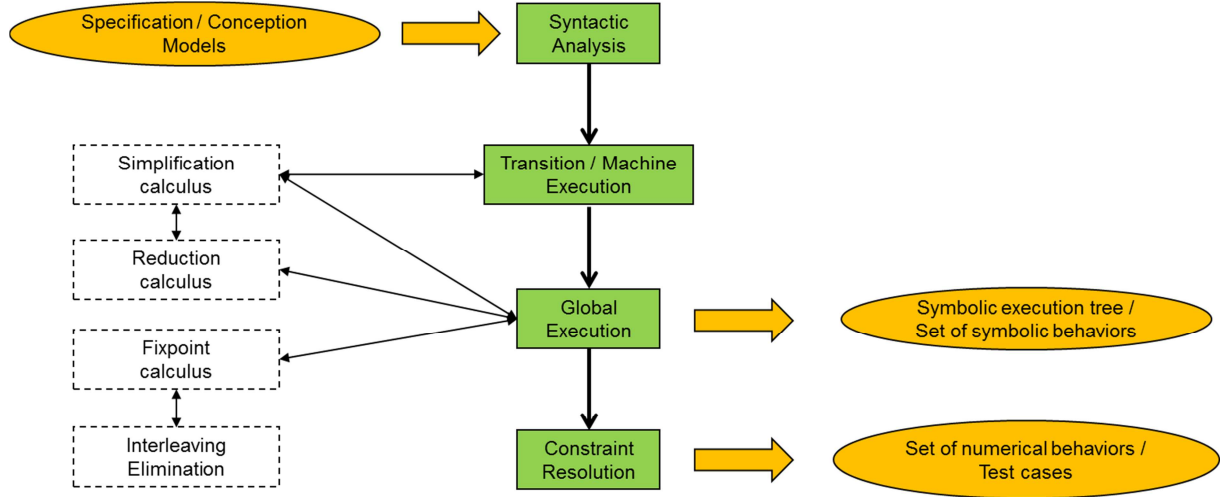 Specification / Conception
Models
Syntactic
Analysis
Simplification
calculus
Transition / Machine
Execution
Reduction
calculus
Global
Execution
Symbolic execution tree /
Set of symbolic behaviors
Fixpoint
calculus
Interleaving
Elimination
Constraint
Resolution
Set of numerical behaviors /
Test cases